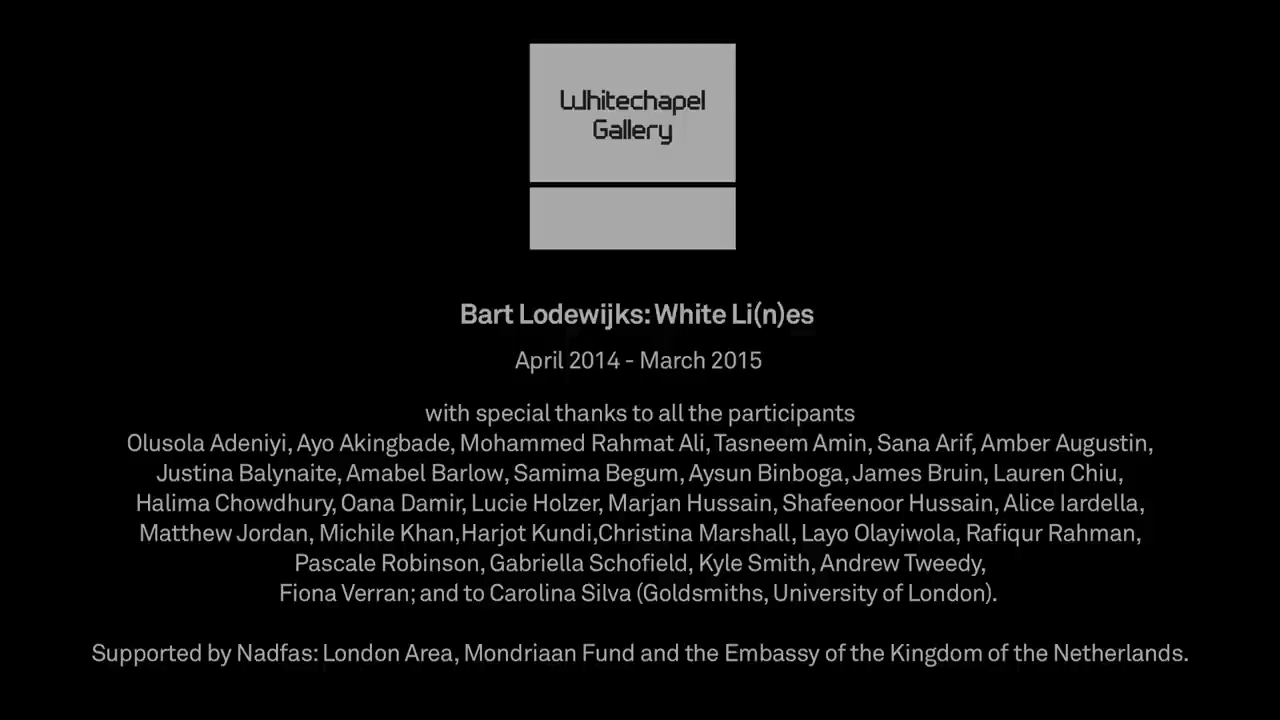 Whitechapel
Gallery
Bart Lodewijks: White Li(n)es
April 2014 - March 2015
with special thanks to all the participants
Olusola Adeniyi, Ayo Akingbade, Mohammed Rahmat Ali, Tasneem Amin, Sana Arif, Amber Augustin,
Justina Balynaite, Amabel Barlow, Samima Begum, Aysun Binboga, James Bruin, Lauren Chiu,
Halima Chowdhury, Oana Damir, Lucie Holzer, Marjan Hussain, Shafeenoor Hussain, Alice Iardella,
Matthew Jordan, Michile Khan,Harjot Kundi,Christina Marshall, Layo Olayiwola, Rafiqur Rahman,
Pascale Robinson, Gabriella Schofield, Kyle Smith, Andrew Tweedy,
Fiona Verran; and to Carolina Silva (Goldsmiths, University of London).
Supported by Nadfas: London Area, Mondriaan Fund and the Embassy of the Kingdom of the Netherlands.